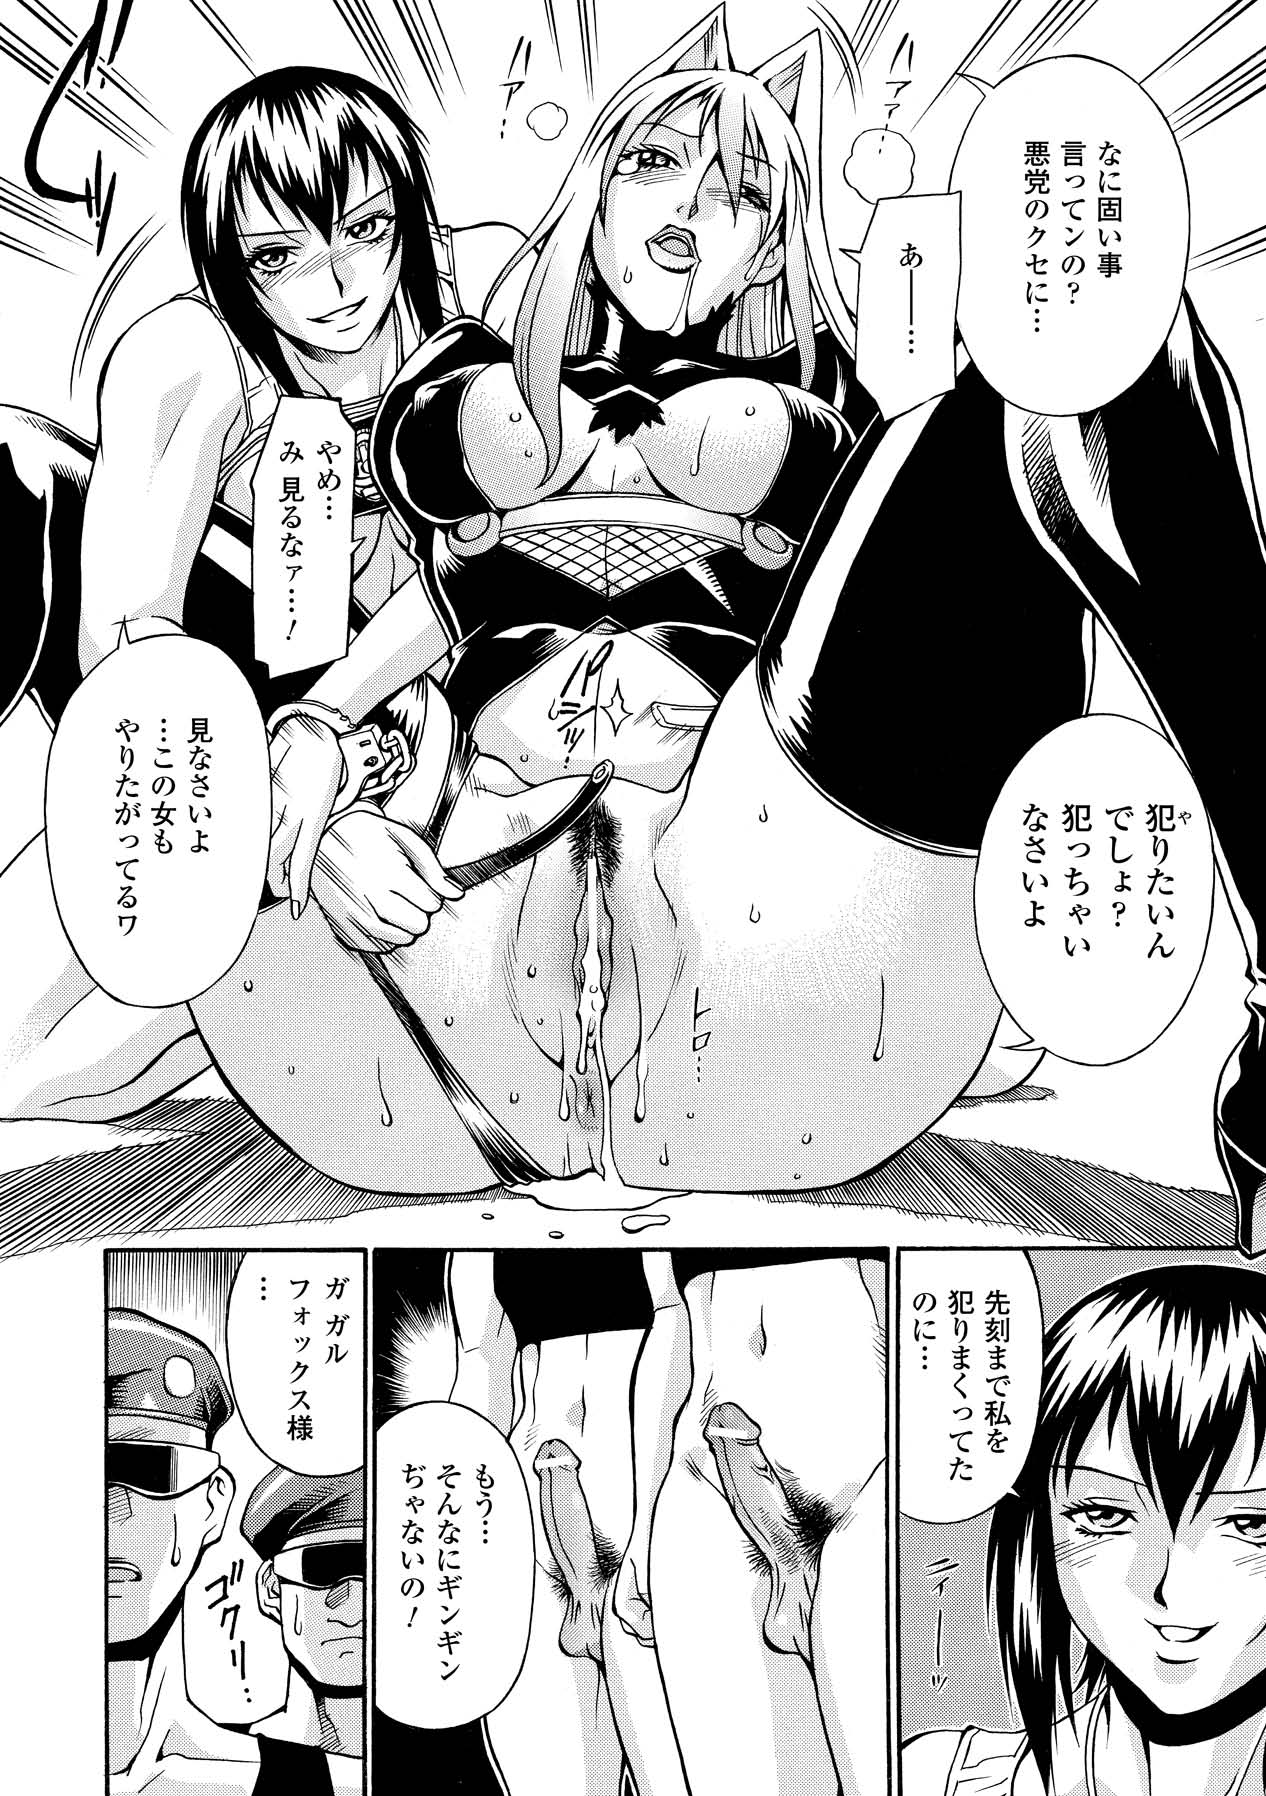 なに固い事
言ってンの？
悪党のクセに…
あーー…
ハァァ…
ハァァ…
やめ…
み 見るなァ…！
犯りたいん
や
でしょ？
犯っちゃい
なさいよ
見なさいよ
…この女も
やりたがってるワ
トロ…
先刻まで私を
犯りまくってた
のに…
もう…
そんなにギンギン
ぢゃないの！
ガ ガル
フォックス様
…
ゴクリ…